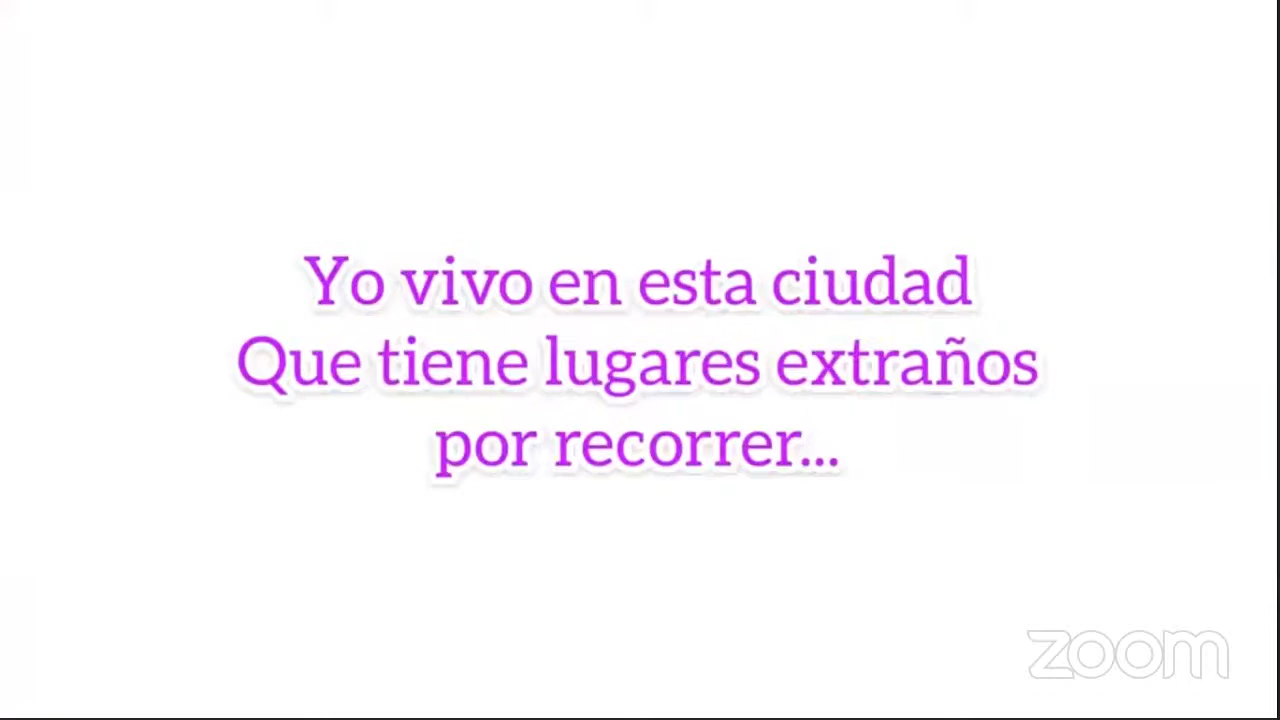 Yo vivo en esta ciudad
Que tiene lugares extraños
por recorrer...
zoom